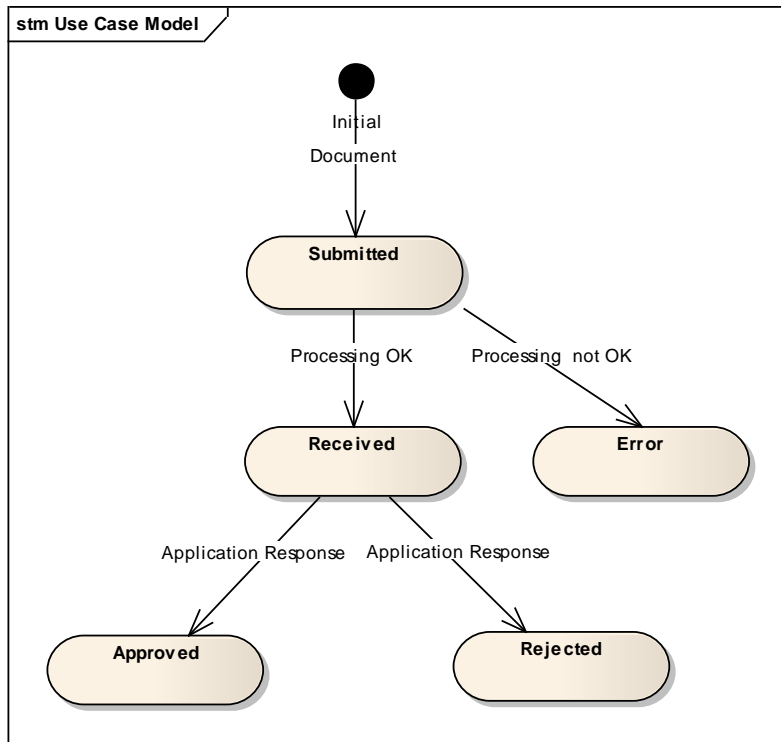 stm Use Case Model
Initial
Document
Submitted
Processing OK
Processing not OK
Received
Error
Application Response
Application Response
Approved
Rejected